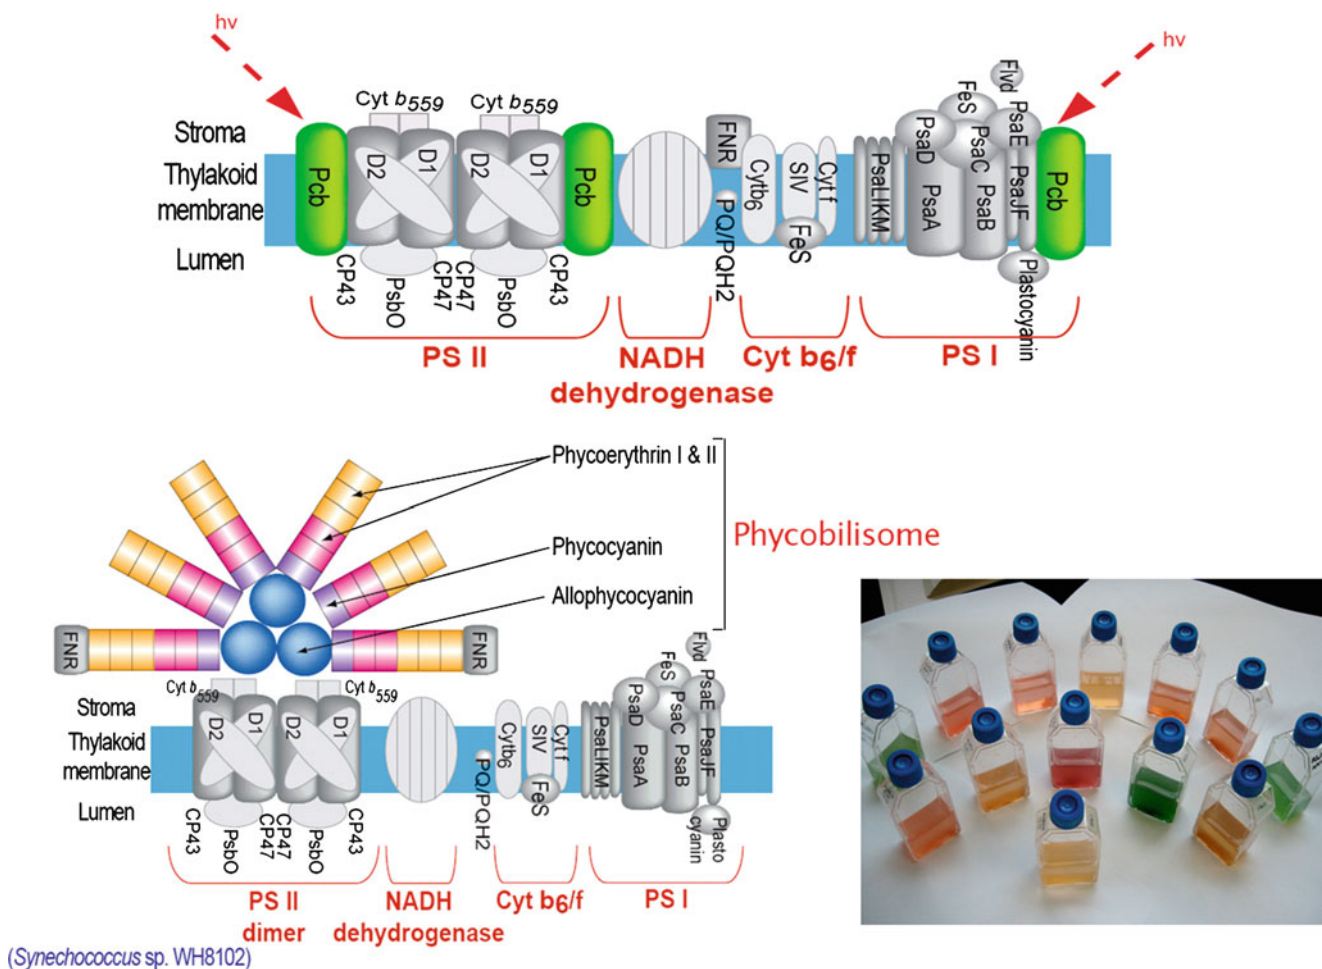 hν
hν
Cyt b559
Cyt b559
Flvd
FeS
PsaE
Stroma
Thylakoid
membrane
Lumen
Pcb
D2
D1
D2
D1
Pcb
FNR
Cytb6
SIV
Cyt f
PsaLIKM
PsaD
PsaC
PsaA
PsaB
PsaJF
Pcb
PQ/PQH2
FeS
CP43
PsbO
CP47
CP47
PsbO
CP43
Plastocyanin
PS II
NADH
dehydrogenase
Cyt b6/f
PS I
Phycoerythrin I & II
Phycobilisome
Phycocyanin
Allophycocyanin
FNR
FNR
Cyt b559
Cyt b559
Flvd
FeS
PsaE
Stroma
Thylakoid
membrane
Lumen
D2
D1
D2
D1
Cytb6
SIV
Cyt f
PsaLIKM
PsaD
PsaC
PsaA
PsaB
PsaJF
PQ/PQH2
FeS
CP43
PsbO
CP47
CP47
PsbO
CP43
Plasto
cyanin
PS II
dimer
NADH
dehydrogenase
Cyt b6/f
PS I
(Synechococcus sp. WH8102)